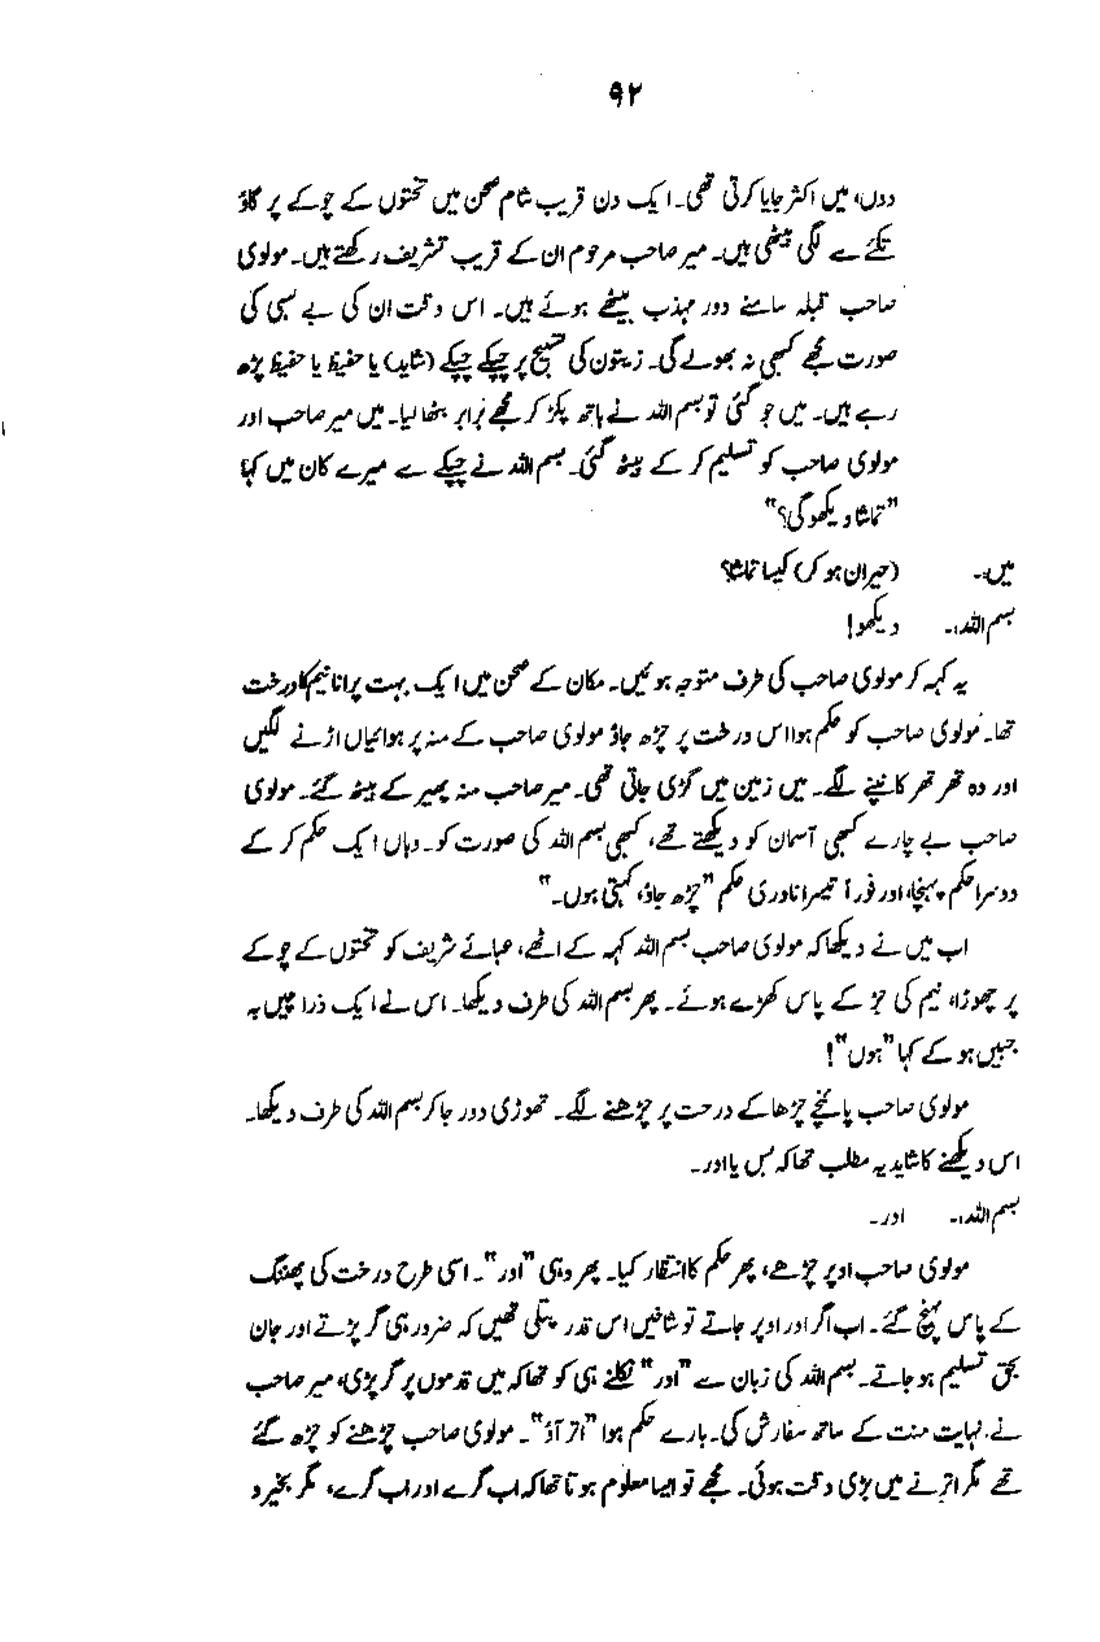 ۹۲
دوں، میں اکثر جایا کرتی تھی۔ ایک دن قریب شام صحن میں تختوں کے چوکے پر گاؤ
تکئے سے لگی بیٹھی ہیں۔ میر صاحب مرحوم ان کے قریب تشریف رکھتے ہیں۔ مولوی
صاحب قبلہ سامنے دور مہذب بیٹھے ہوئے ہیں۔ اس وقت ان کی بے بسی کی
صورت مجھے کبھی نہ بھولے گی۔ زیتون کی تسبیح پر چپکے چپکے (شاید) یا حفیظ یا حفیظ پڑھ
رہے ہیں۔ میں جو گئی تو بسم اللہ نے ہاتھ پکڑ کر مجھے برابر بٹھا لیا۔ میں میر صاحب اور
مولوی صاحب کو تسلیم کر کے بیٹھ گئی۔ بسم اللہ نے چپکے سے میرے کان میں کہا
"تماشا دیکھو گی؟"
میں:۔ (حیران ہو کر) کیسا تماشا؟
بسم اللہ:۔ دیکھو!
یہ کہہ کر مولوی صاحب کی طرف متوجہ ہوئیں۔ مکان کے صحن میں ایک بہت پرانا نیم کا درخت
تھا۔ مولوی صاحب کو حکم ہوا اس درخت پر چڑھ جاؤ مولوی صاحب کے منہ پر ہوائیاں اڑنے لگیں
اور وہ تھر تھر کانپنے لگے۔ میں زمین میں گڑی جاتی تھی۔ میر صاحب منہ پھیر کے بیٹھ گئے۔ مولوی
صاحب بے چارے کبھی آسمان کو دیکھتے تھے، کبھی بسم اللہ کی صورت کو۔ وہاں ایک حکم کر کے
دوسرا حکم پہنچا، اور فوراً تیسرا نادری حکم "چڑھ جاؤ، کہتی ہوں۔"
اب میں نے دیکھا کہ مولوی صاحب بسم اللہ کہہ کے اٹھے، عبائے شریف کو تختوں کے چوکے
پر چھوڑا، نیم کی جڑ کے پاس کھڑے ہوئے۔ پھر بسم اللہ کی طرف دیکھا۔ اس نے ایک ذرا چیں بہ
جبیں ہو کے کہا "ہوں"!
مولوی صاحب پائنچے چڑھا کے درخت پر چڑھنے لگے۔ تھوڑی دور جا کر بسم اللہ کی طرف دیکھا۔
اس دیکھنے کا شاید یہ مطلب تھا کہ بس یا اور۔
بسم اللہ:۔ اور۔
مولوی صاحب اوپر چڑھے، پھر حکم کا انتظار کیا۔ پھر وہی "اور"۔ اسی طرح درخت کی پھننگ
کے پاس پہنچ گئے۔ اب اگر اور اوپر جاتے تو شاخیں اس قدر پتلی تھیں کہ ضرور ہی گر پڑتے اور جان
بحق تسلیم ہو جاتے۔ بسم اللہ کی زبان سے "اور" نکلنے ہی کو تھا کہ میں قدموں پر گر پڑی، میر صاحب
نے نہایت منت کے ساتھ سفارش کی۔ بارے حکم ہوا "اتر آؤ"۔ مولوی صاحب چڑھنے کو چڑھ گئے
تھے مگر اترنے میں بڑی دقت ہوئی۔ مجھے تو ایسا معلوم ہوتا تھا کہ اب گرے اور اب گرے، مگر بخیر و